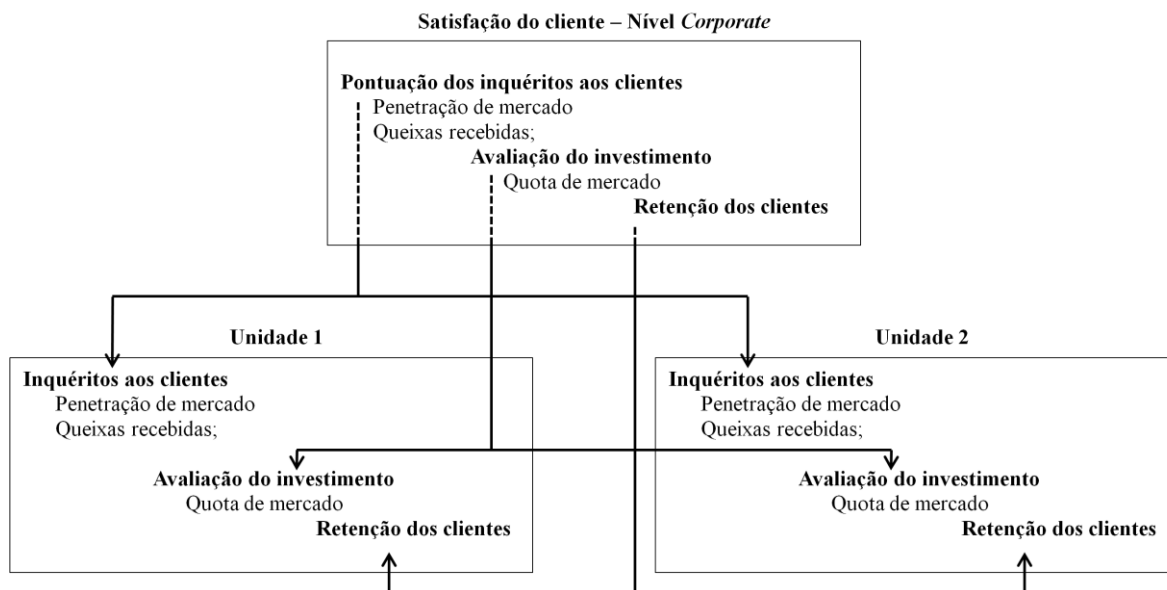 Satisfação do cliente – Nível Corporate
Pontuação dos inquéritos aos clientes
Penetração de mercado
Queixas recebidas;
Avaliação do investimento
Quota de mercado
Retenção dos clientes
Unidade 1
Inquéritos aos clientes
Penetração de mercado
Queixas recebidas;
Avaliação do investimento
Quota de mercado
Retenção dos clientes
Unidade 2
Inquéritos aos clientes
Penetração de mercado
Queixas recebidas;
Avaliação do investimento
Quota de mercado
Retenção dos clientes